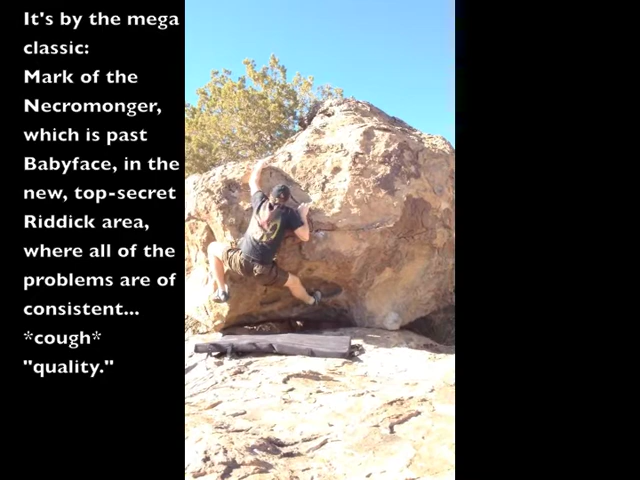 It's by the mega
classic:
Mark of the
Necromonger,
which is past
Babyface, in the
new, top-secret
Riddick area,
where all of the
problems are of
consistent...
*cough*
"quality."